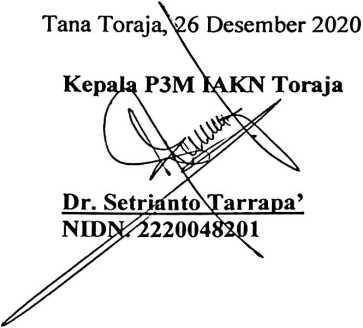 Tana Toraja, 26 Desember 2020
Kepala P3M IAKN Toraja
Dr. Setrianto Tarrapa’
NIDN. 2220048201